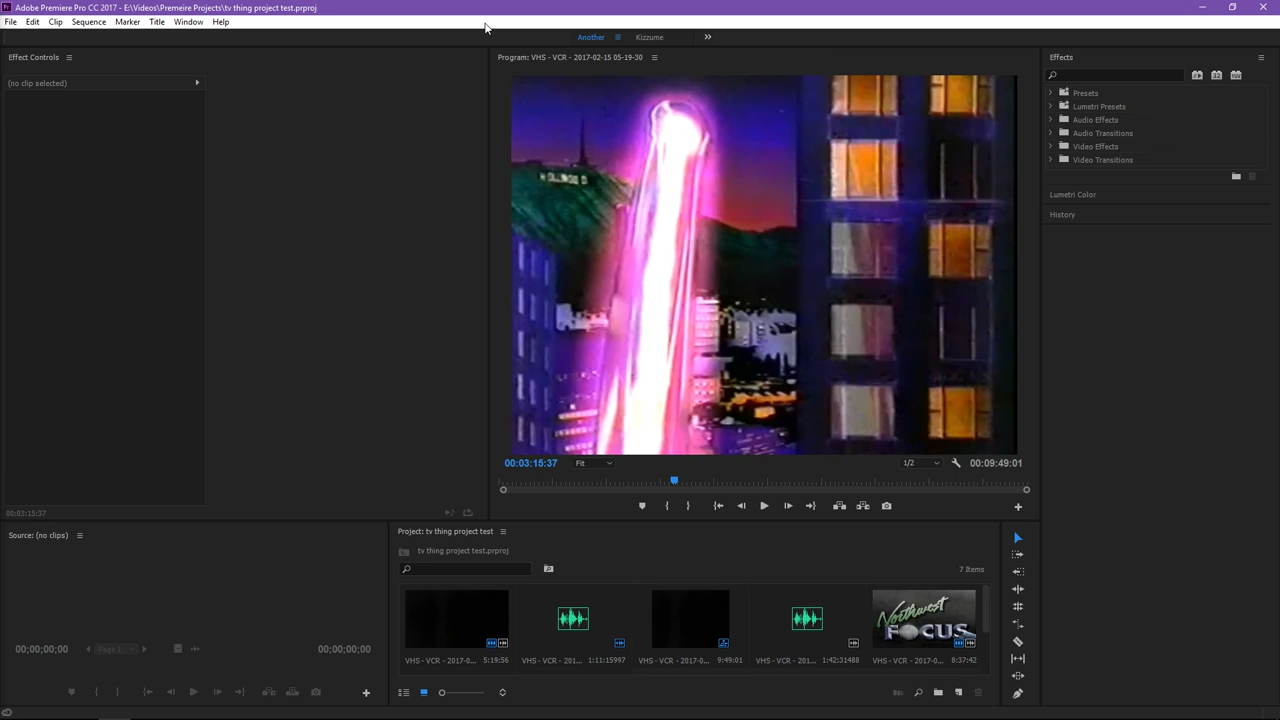 Adobe Premiere Pro CC 2017 - E:\Videos\Premeire Projects\tv thing project test.prproj
File Edit Clip Sequence Marker Title Window Help
Another Kizzume
Effect Controls
(no clip selected)
00:03:15:37
Program: VHS - VCR - 2017-02-15 05-19-30
00:03:15:37 Fit 1/2 00:09:49:01
Effects
Presets
Lumetri Presets
Audio Effects
Audio Transitions
Video Effects
Video Transitions
Lumetri Color
History
Source: (no clips)
00;00;00;00 Page 1 00;00;00;00
Project: tv thing project test
tv thing project test.prproj
7 Items
Northwest
FOCUS
VHS - VCR - 2017-0... 5:19:56
VHS - VCR - 201... 1:11:15997
VHS - VCR - 2017-0... 9:49:01
VHS - VCR - 201... 1:42:31488
VHS - VCR - 2017-0... 8:37:42